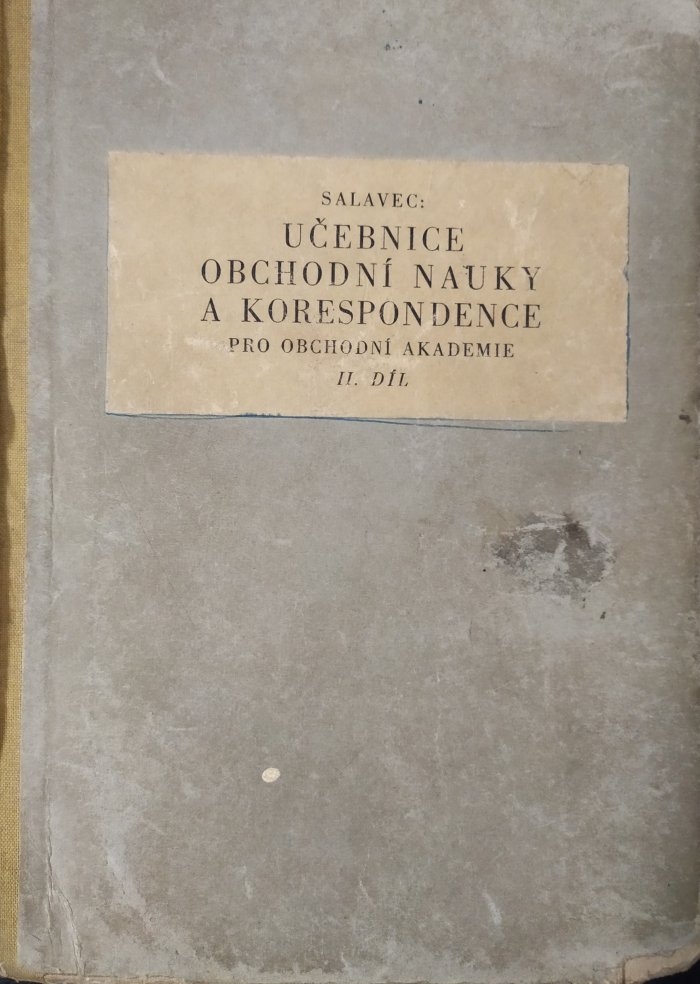 SALAVEC:
UČEBNICE
OBCHODNÍ NAUKY
A KORESPONDENCE
PRO OBCHODNÍ AKADEMIE
II. DÍL